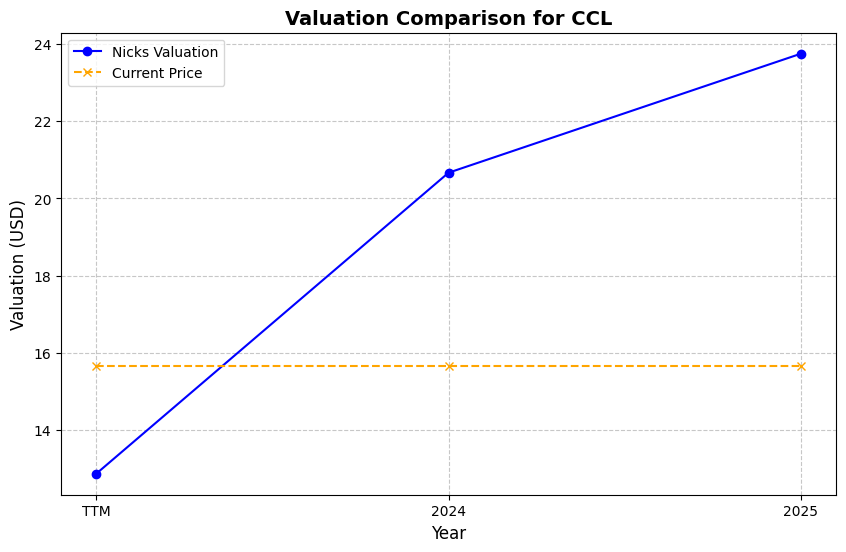 Valuation Comparison for CCL
Nicks Valuation
Current Price
Valuation (USD)
24
22
20
18
16
14
TTM
2024
2025
Year